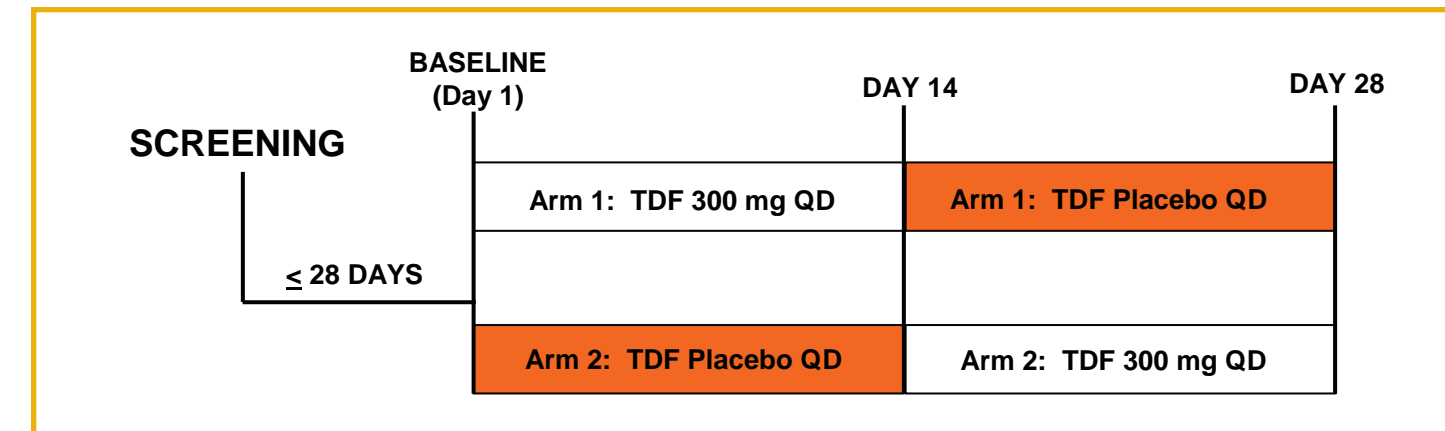 BASELINE
(Day 1)
DAY 14
DAY 28
SCREENING
Arm 1: TDF 300 mg QD
Arm 1: TDF Placebo QD
≤ 28 DAYS
Arm 2: TDF Placebo QD
Arm 2: TDF 300 mg QD